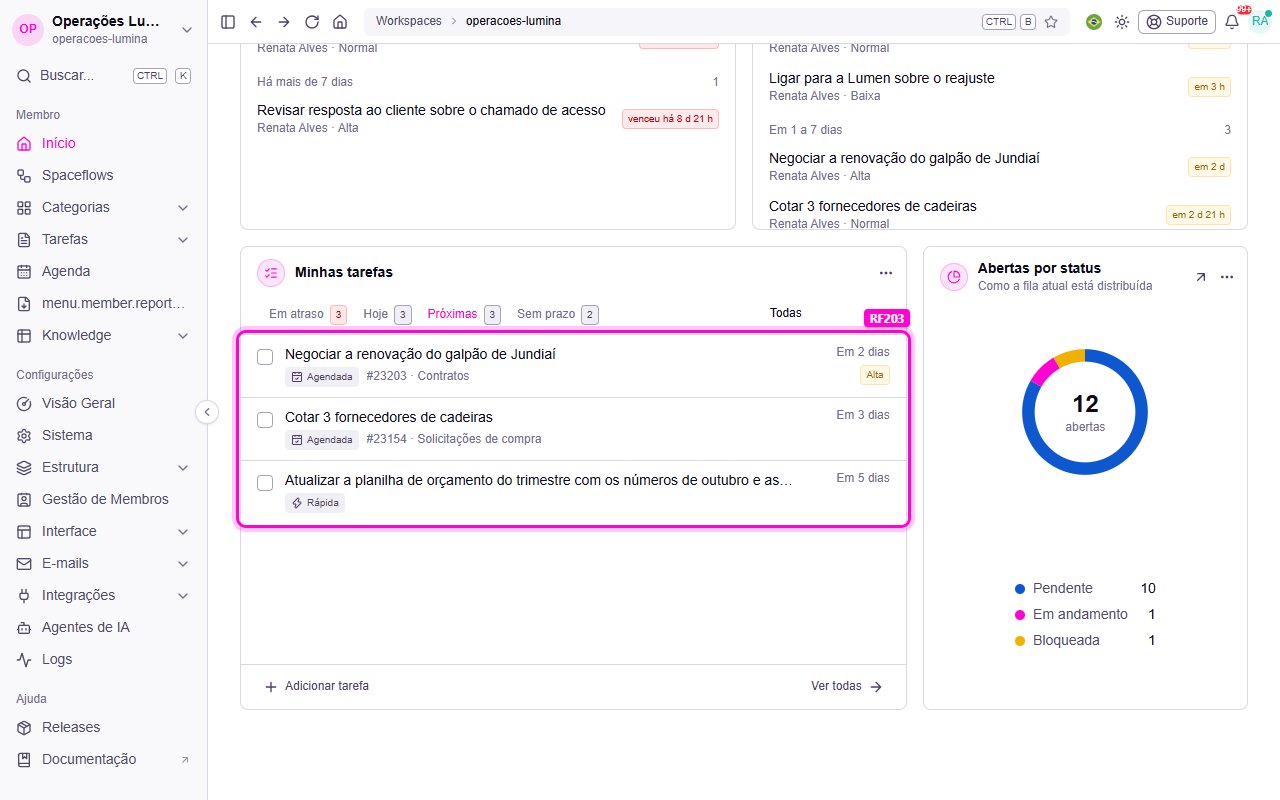 OP
Operações Lu…
operacoes-lumina
Buscar...
CTRL
K
Membro
Início
Spaceflows
Categorias
Tarefas
Agenda
menu.member.report…
Knowledge
Configurações
Visão Geral
Sistema
Estrutura
Gestão de Membros
Interface
E-mails
Integrações
Agentes de IA
Logs
Ajuda
Releases
Documentação
Workspaces
operacoes-lumina
CTRL
B
Suporte
99+
RA
Renata Alves · Normal
Há mais de 7 dias
1
Revisar resposta ao cliente sobre o chamado de acesso
Renata Alves · Alta
venceu há 8 d 21 h
Renata Alves · Normal
Ligar para a Lumen sobre o reajuste
Renata Alves · Baixa
em 3 h
Em 1 a 7 dias
3
Negociar a renovação do galpão de Jundiaí
Renata Alves · Alta
em 2 d
Cotar 3 fornecedores de cadeiras
Renata Alves · Normal
em 2 d 21 h
Minhas tarefas
Em atraso 3
Hoje 3
Próximas 3
Sem prazo 2
Todas
RF203
Negociar a renovação do galpão de Jundiaí
Em 2 dias
Agendada
#23203 · Contratos
Alta
Cotar 3 fornecedores de cadeiras
Em 3 dias
Agendada
#23154 · Solicitações de compra
Atualizar a planilha de orçamento do trimestre com os números de outubro e as…
Em 5 dias
Rápida
Adicionar tarefa
Ver todas
Abertas por status
Como a fila atual está distribuída
12
abertas
Pendente 10
Em andamento 1
Bloqueada 1